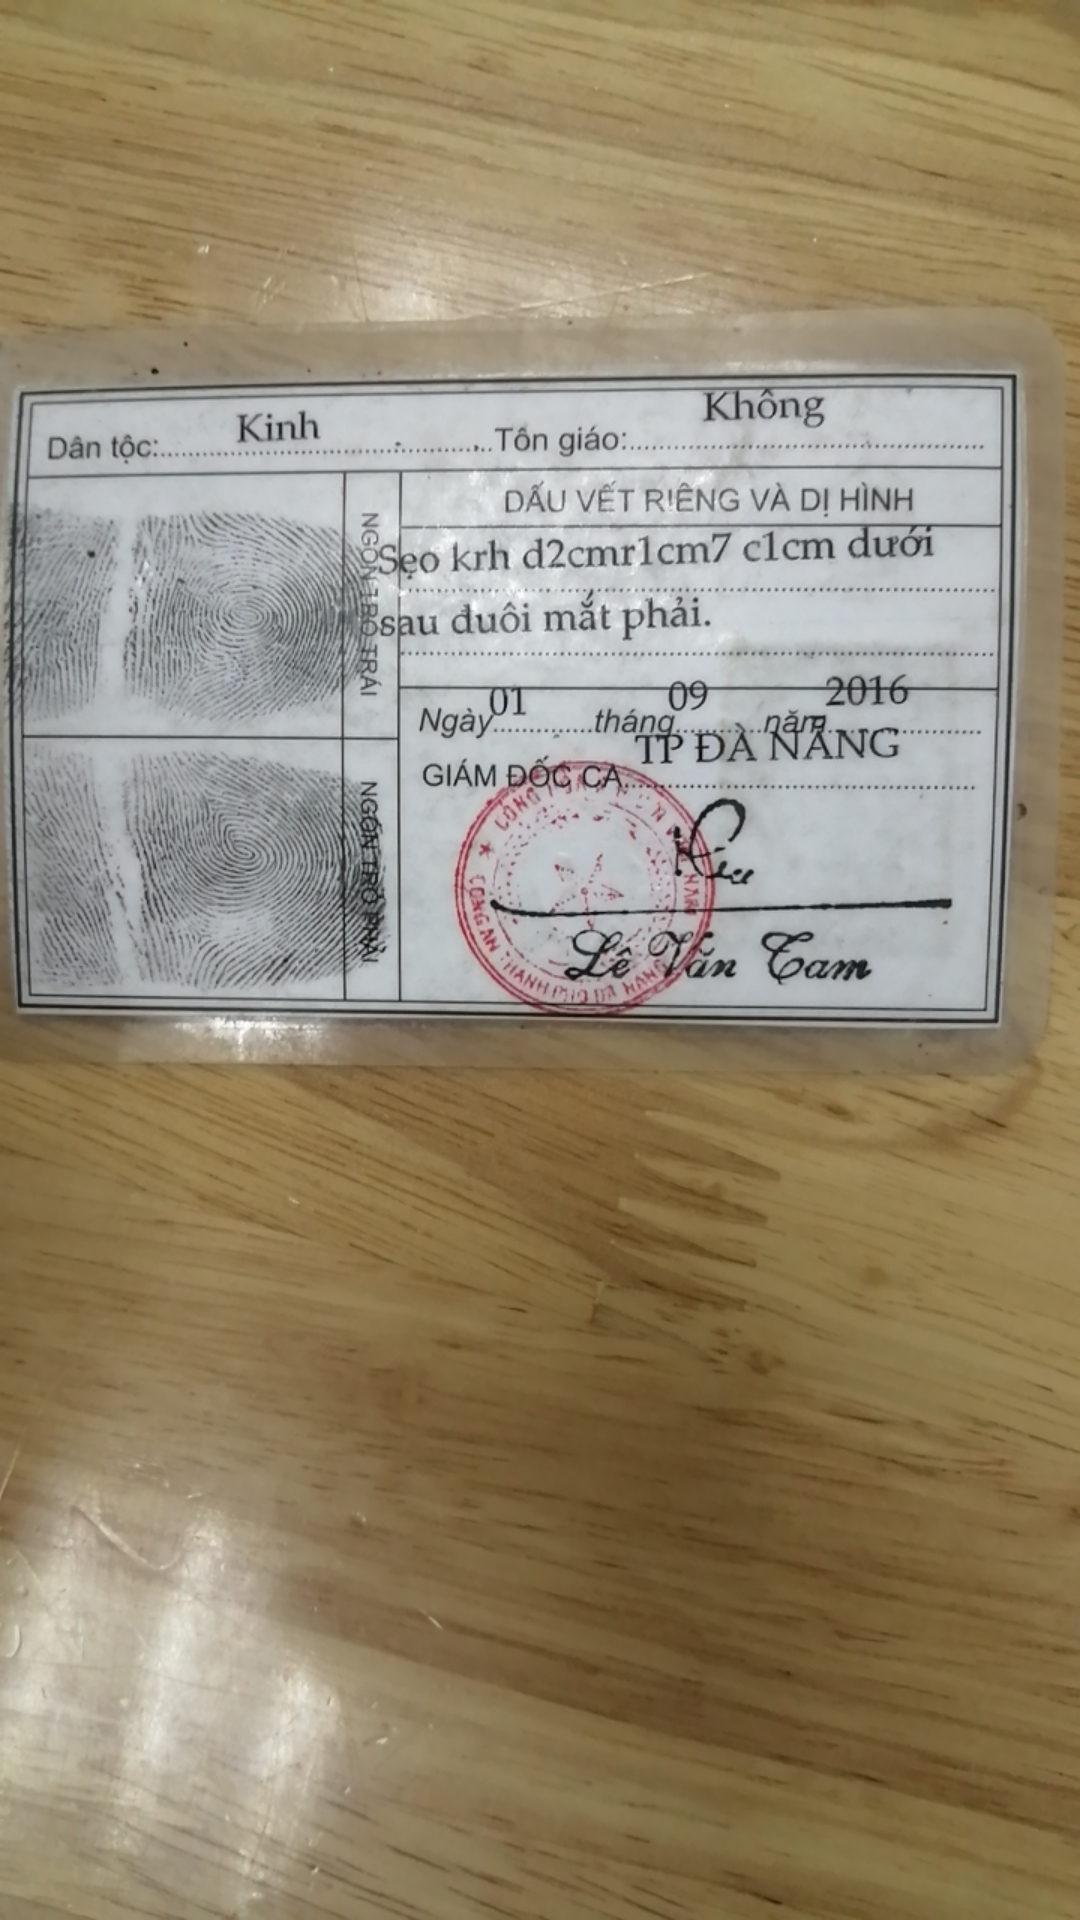 Dân tộc: Kinh Tôn giáo: Không
NGÓN TRỎ TRÁI
DẤU VẾT RIÊNG VÀ DỊ HÌNH
Sẹo krh d2cmr1cm7 c1cm dưới
sau đuôi mắt phải.
Ngày 01 tháng 09 năm 2016
GIÁM ĐỐC CA TP ĐÀ NẴNG
NGÓN TRỎ PHẢI
CÔNG AN THÀNH PHỐ ĐÀ NẴNG
Lê Văn Tam